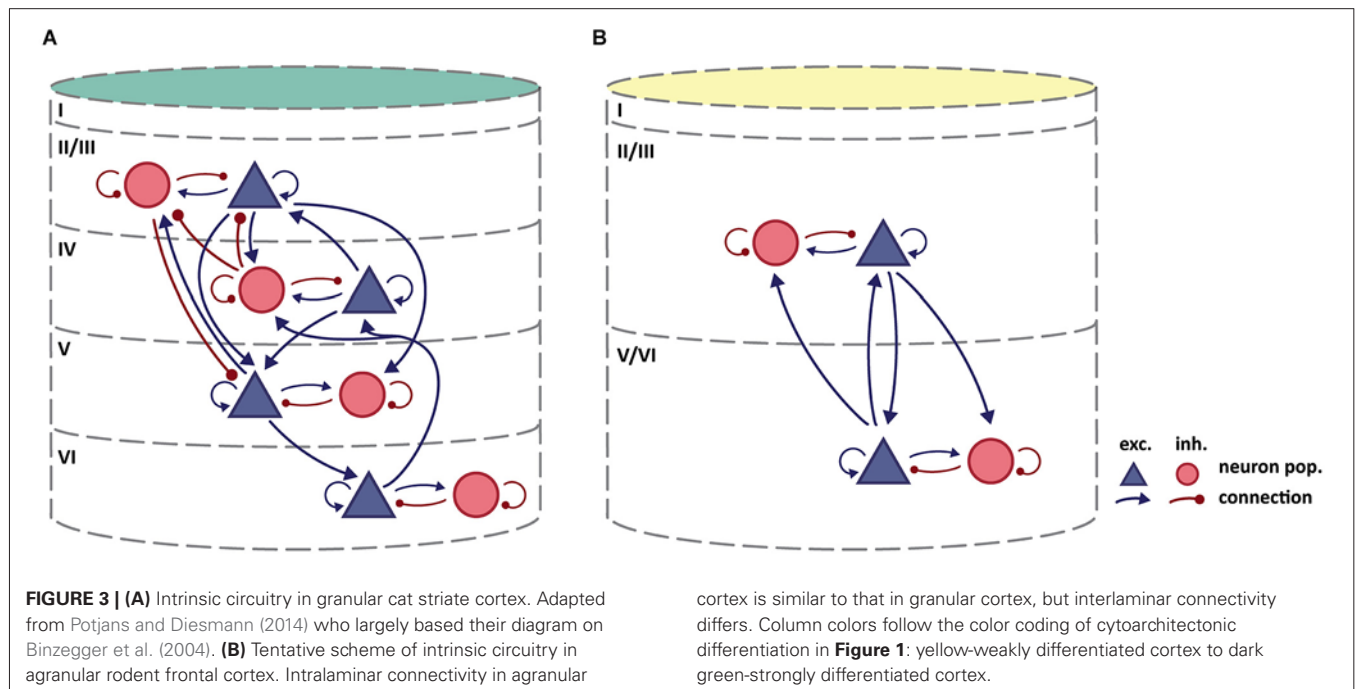 A
B
I
II/III
IV
V
VI
I
II/III
V/VI
exc. inh.
neuron pop.
connection
FIGURE 3 | (A) Intrinsic circuitry in granular cat striate cortex. Adapted
from Potjans and Diesmann (2014) who largely based their diagram on
Binzegger et al. (2004). (B) Tentative scheme of intrinsic circuitry in
agranular rodent frontal cortex. Intralaminar connectivity in agranular
cortex is similar to that in granular cortex, but interlaminar connectivity
differs. Column colors follow the color coding of cytoarchitectonic
differentiation in Figure 1: yellow-weakly differentiated cortex to dark
green-strongly differentiated cortex.